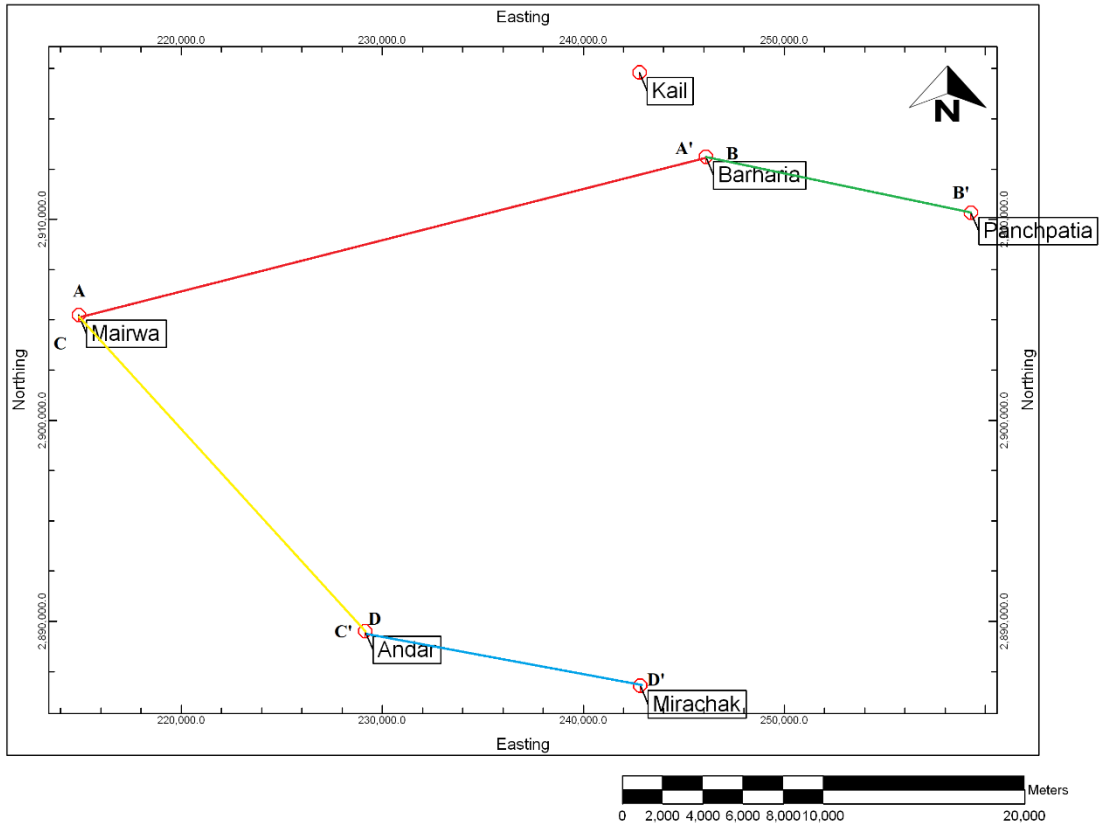 Easting
220,000.0 230,000.0 240,000.0 250,000.0
Kail
N
A' B
Barharia
B'
2,910,000.0
2,910,000.0
Panchpatia
A
Mairwa
C
Northing
Northing
2,900,000.0
2,900,000.0
2,890,000.0
2,890,000.0
D
C'
Andar
D'
Mirachak
220,000.0 230,000.0 240,000.0 250,000.0
Easting
Meters
0 2,000 4,000 6,000 8,000 10,000 20,000